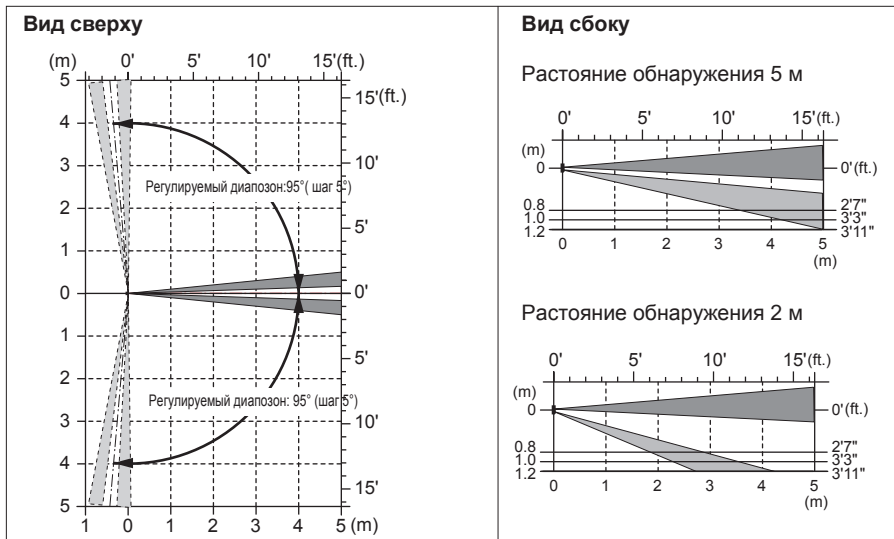 Вид сверху
(m) 0' 5' 10' 15' (ft.)
5
15'
4
3
10'
Регулируемый диапозон:95°( шаг 5°)
2
5'
1
0 0'
1
5'
2
Регулируемый диапозон: 95° (шаг 5°)
3
10'
4
15'
5
1 0 1 2 3 4 5 (m)
Вид сбоку
Растояние обнаружения 5 м
0' 5' 10' 15' (ft.)
(m)
0 0' (ft.)
0.8 2'7"
1.0 3'3"
1.2 3'11"
0 1 2 3 4 5
(m)
Растояние обнаружения 2 м
0' 5' 10' 15' (ft.)
(m)
0 0' (ft.)
0.8 2'7"
1.0 3'3"
1.2 3'11"
0 1 2 3 4 5
(m)